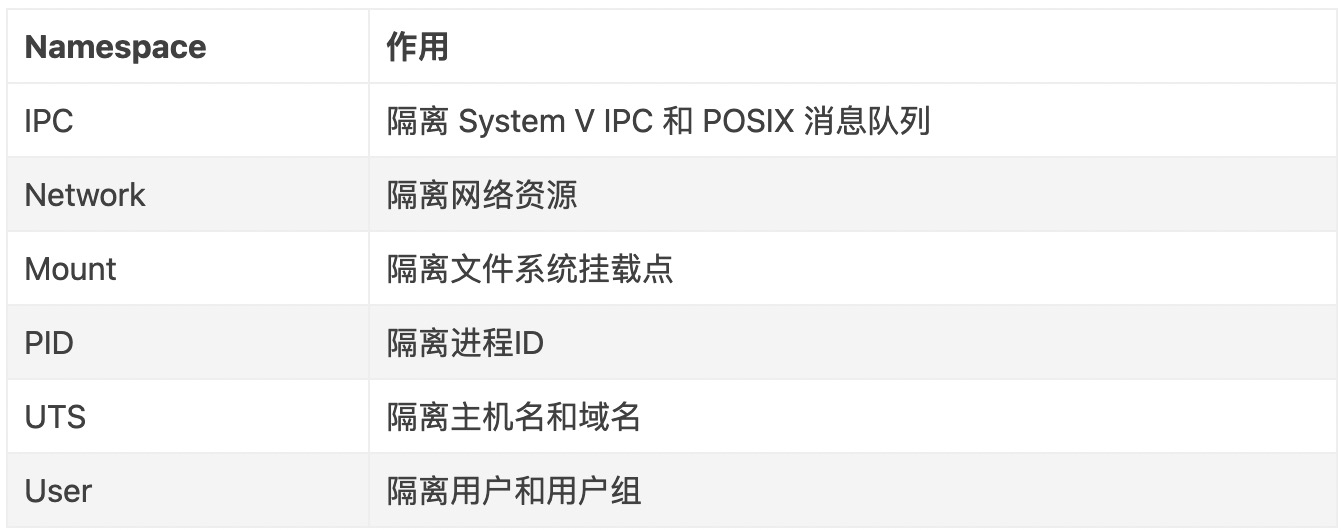 Namespace 作用
IPC 隔离 System V IPC 和 POSIX 消息队列
Network 隔离网络资源
Mount 隔离文件系统挂载点
PID 隔离进程ID
UTS 隔离主机名和域名
User 隔离用户和用户组